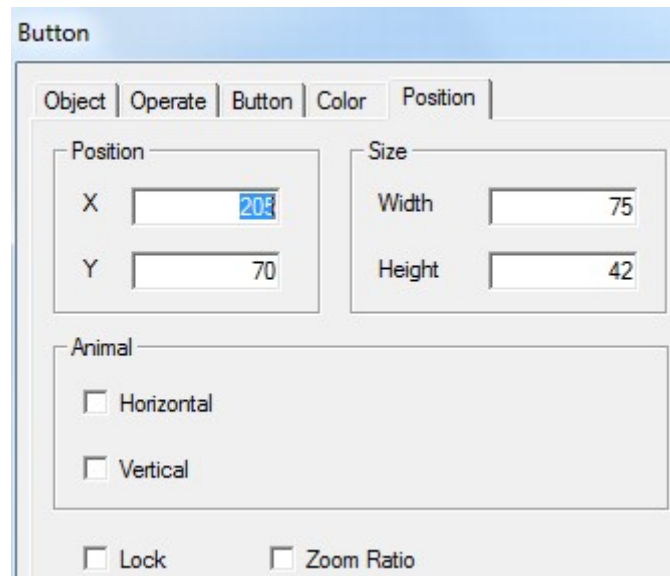 Button
Object Operate Button Color Position
Position Size
X 205 Width 75
Y 70 Height 42
Animal
Horizontal
Vertical
Lock Zoom Ratio